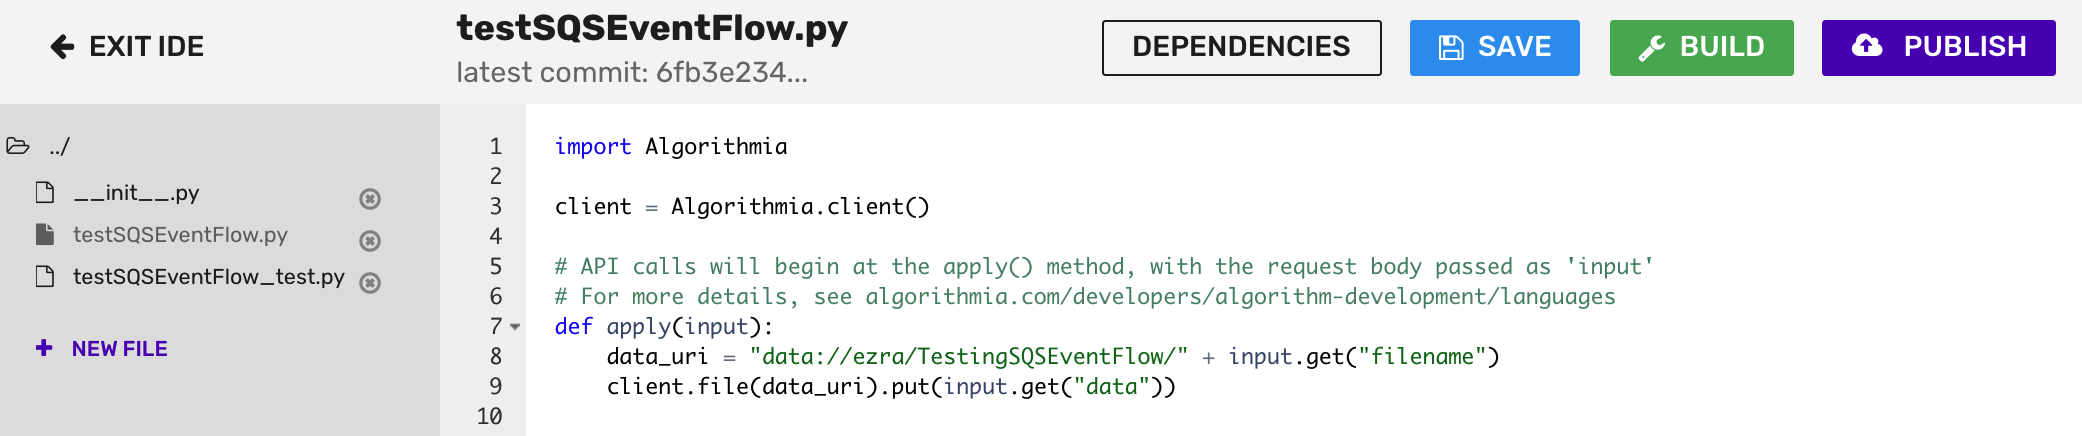 EXIT IDE
testSQSEventFlow.py
latest commit: 6fb3e234...
DEPENDENCIES
SAVE
BUILD
PUBLISH
../
__init__.py
testSQSEventFlow.py
testSQSEventFlow_test.py
NEW FILE
1 import Algorithmia
2
3 client = Algorithmia.client()
4
5 # API calls will begin at the apply() method, with the request body passed as 'input'
6 # For more details, see algorithmia.com/developers/algorithm-development/languages
7 def apply(input):
8     data_uri = "data://ezra/TestingSQSEventFlow/" + input.get("filename")
9     client.file(data_uri).put(input.get("data"))
10